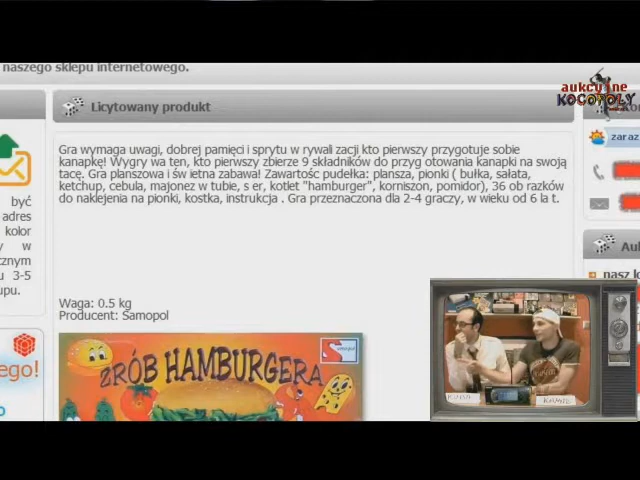 naszego sklepu internetowego.
aukcyjne
KOCOPOŁY
Licytowany produkt
Gra wymaga uwagi, dobrej pamięci i sprytu w rywali zacji kto pierwszy przygotuje sobie
kanapkę! Wygry wa ten, kto pierwszy zbierze 9 składników do przyg otowania kanapki na swoją
tacę. Gra planszowa i św ietna zabawa! Zawartośc pudełka: plansza, pionki ( bułka, sałata,
ketchup, cebula, majonez w tubie, s er, kotlet "hamburger", korniszon, pomidor), 36 ob razków
do naklejenia na pionki, kostka, instrukcja . Gra przeznaczona dla 2-4 graczy, w wieku od 6 la t.
zaraz
być
adres
kolor
y w
cznym
u 3-5
upu.
Auk
nasz k
Waga: 0.5 kg
Producent: Samopol
ego!
ZRÓB HAMBURGERA